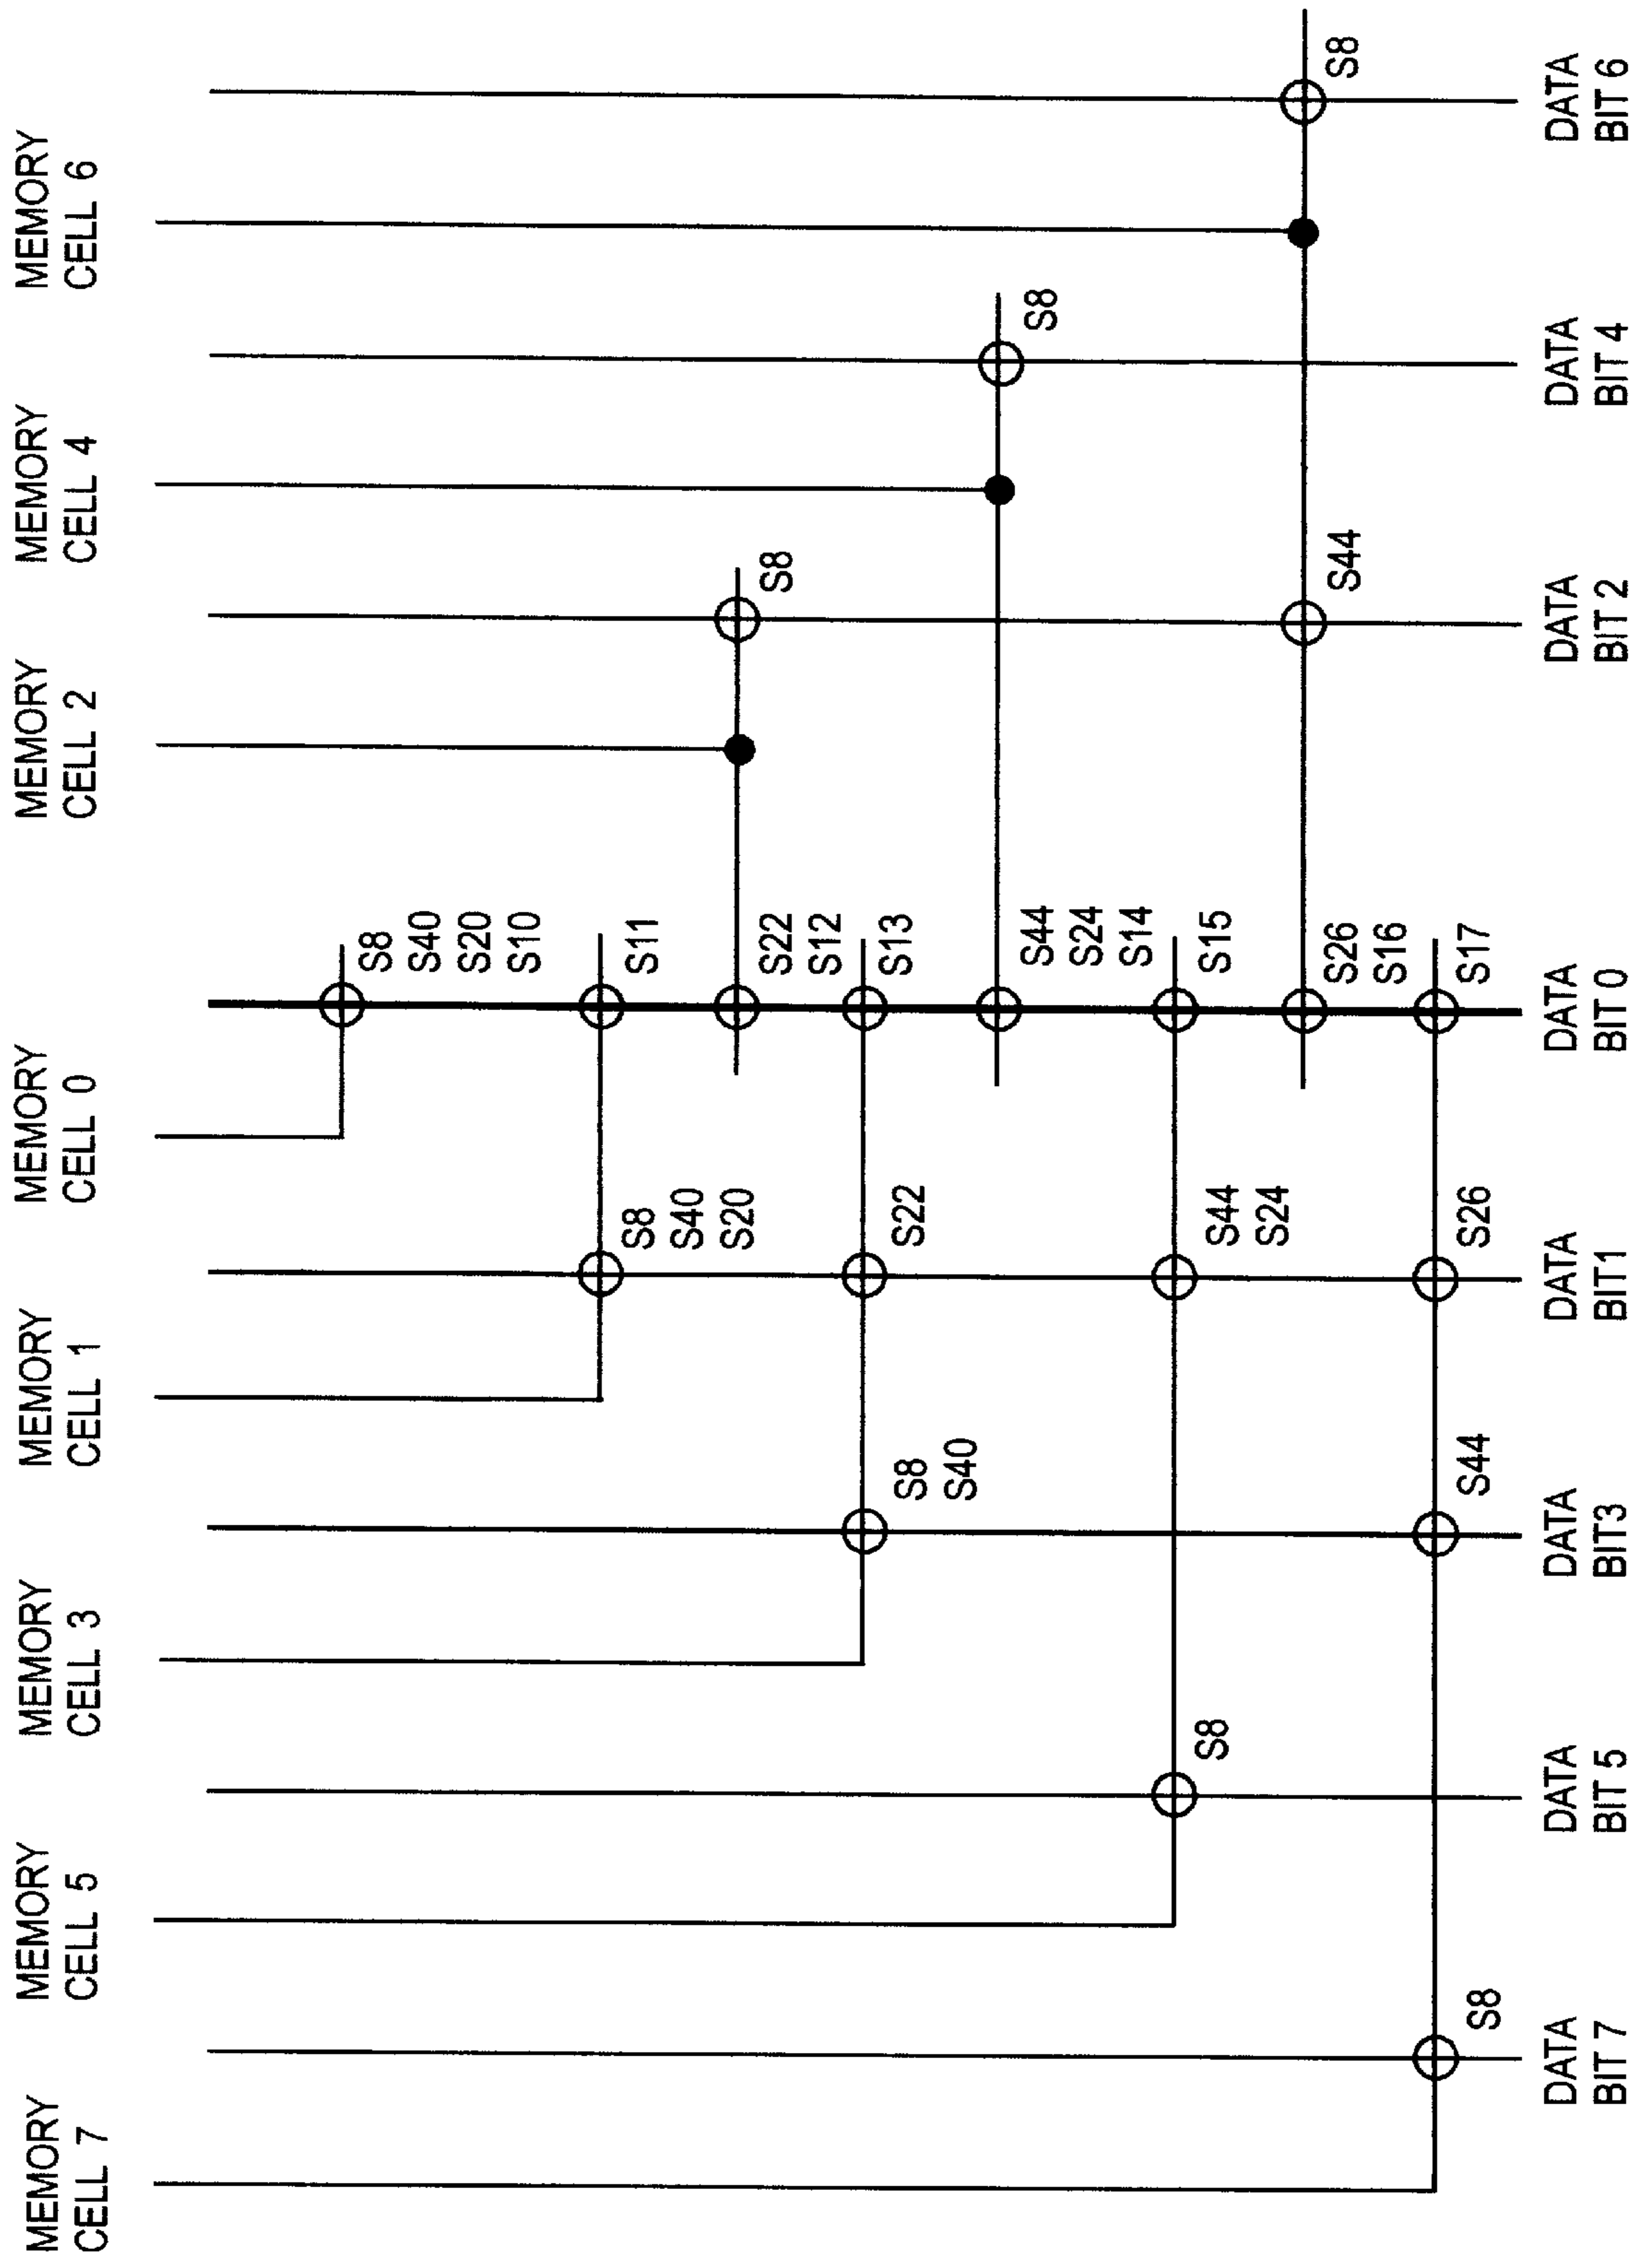 MEMORY
CELL 7
MEMORY
CELL 5
MEMORY
CELL 3
MEMORY
CELL 1
MEMORY
CELL 0
MEMORY
CELL 2
MEMORY
CELL 4
MEMORY
CELL 6
S8
S40
S20
S10
S8
S40
S20
S11
S22
S12
S8
S8
S40
S22
S13
S44
S24
S14
S8
S8
S44
S24
S15
S26
S16
S44
S8
S8
S44
S26
S17
DATA
BIT 7
DATA
BIT 5
DATA
BIT3
DATA
BIT1
DATA
BIT 0
DATA
BIT 2
DATA
BIT 4
DATA
BIT 6